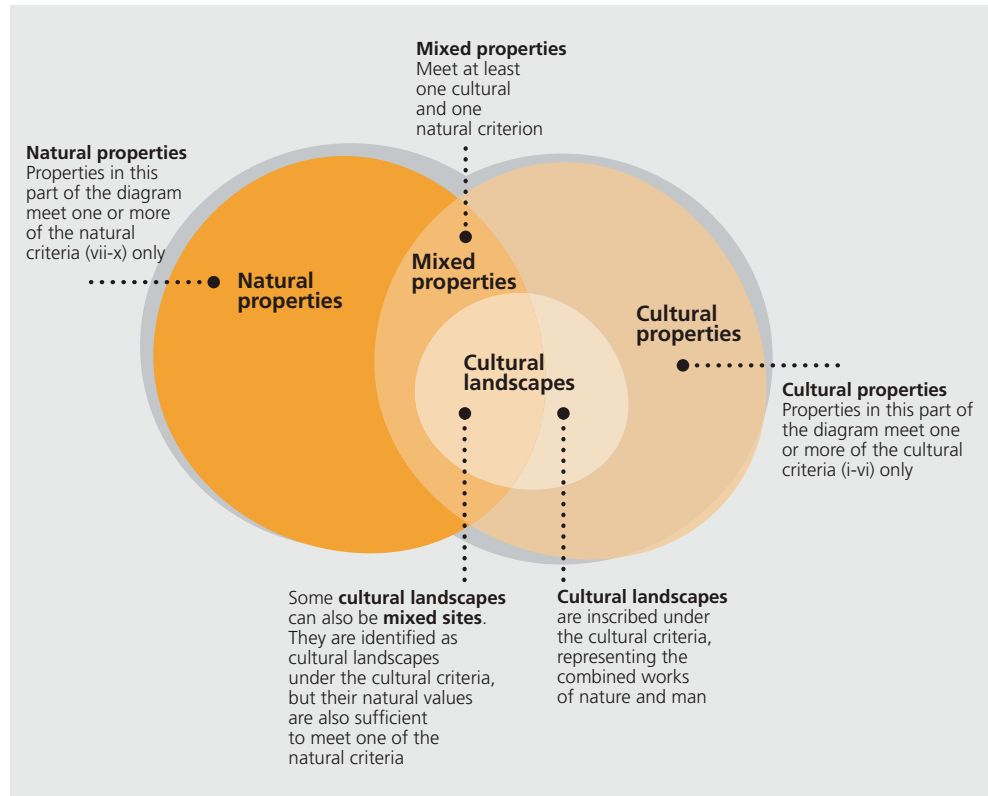 Mixed properties
Meet at least
one cultural
and one
natural criterion
Natural properties
Properties in this
part of the diagram
meet one or more
of the natural
criteria (vii-x) only
Natural
properties
Mixed
properties
Cultural
properties
Cultural
landscapes
Cultural properties
Properties in this part of
the diagram meet one
or more of the cultural
criteria (i-vi) only
Some cultural landscapes
can also be mixed sites.
They are identified as
cultural landscapes
under the cultural criteria,
but their natural values
are also sufficient
to meet one of the
natural criteria
Cultural landscapes
are inscribed under
the cultural criteria,
representing the
combined works
of nature and man